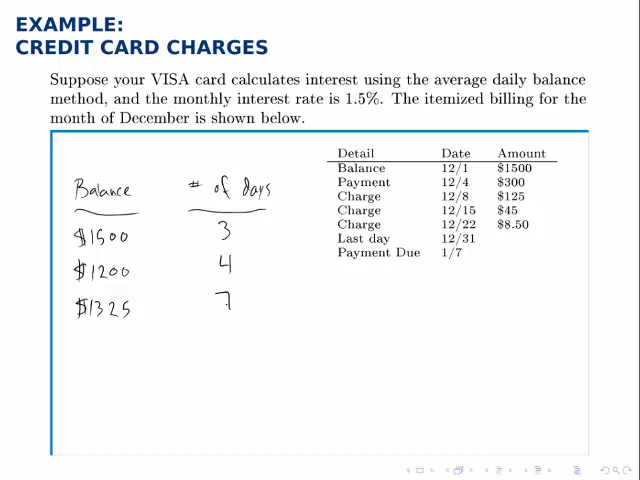 EXAMPLE:
CREDIT CARD CHARGES
Suppose your VISA card calculates interest using the average daily balance
method, and the monthly interest rate is 1.5%. The itemized billing for the
month of December is shown below.
Detail Date Amount
Balance 12/1 $1500
Payment 12/4 $300
Charge 12/8 $125
Charge 12/15 $45
Charge 12/22 $8.50
Last day 12/31
Payment Due 1/7
Balance # of days
$1500 3
$1200 4
$1325 7